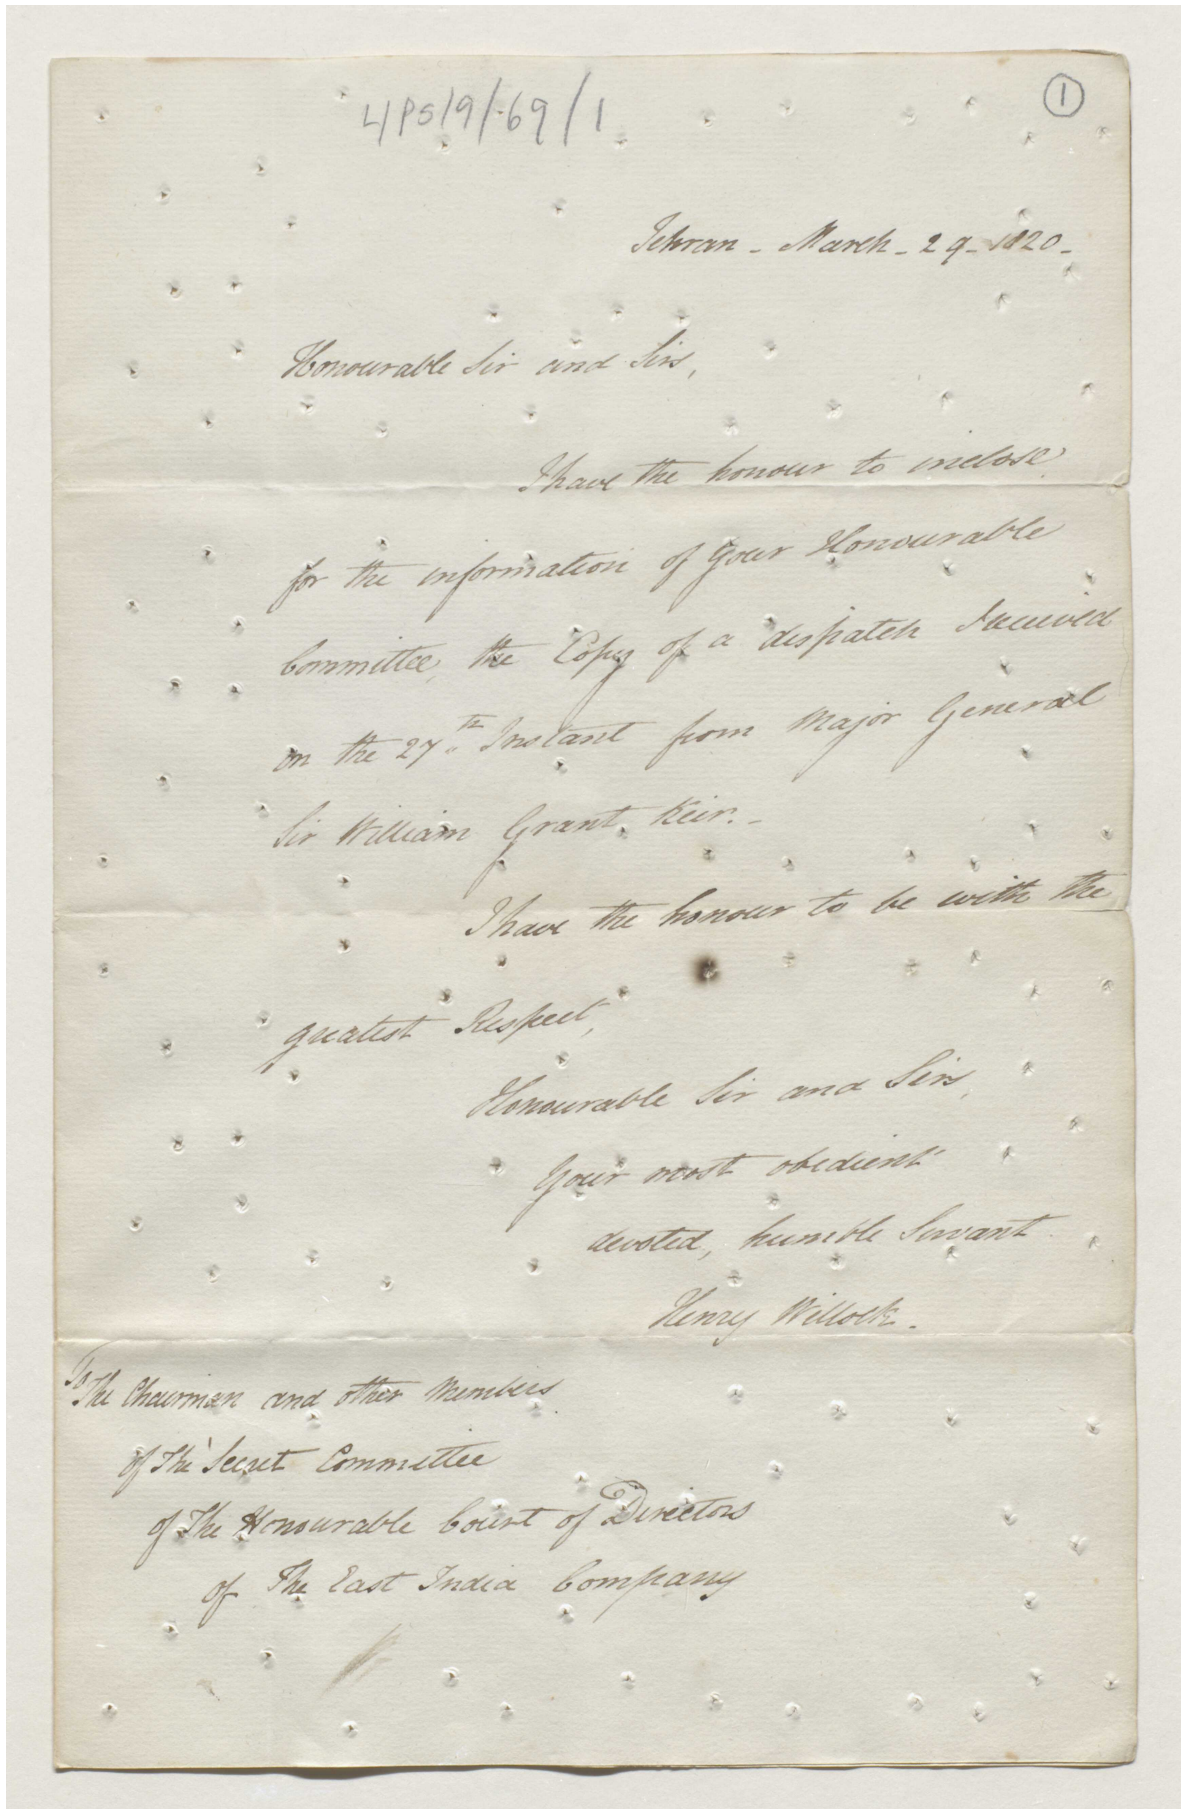 L/PS/9/69/1
1
Tehran - March - 29 - 1820 -
Honourable Sir and Sirs,
I have the honour to inclose
for the information of Your Honourable
Committee, the Copy of a dispatch received
on the 27th Instant from Major General
Sir William Grant Keir. -
I have the honour to be with the
greatest Respect,
Honourable Sir and Sirs,
Your most obedient
devoted, humble Servant
Henry Willock -
To
The Chairman and other Members
of The Secret Committee
of The Honourable Court of Directors
of The East India Company